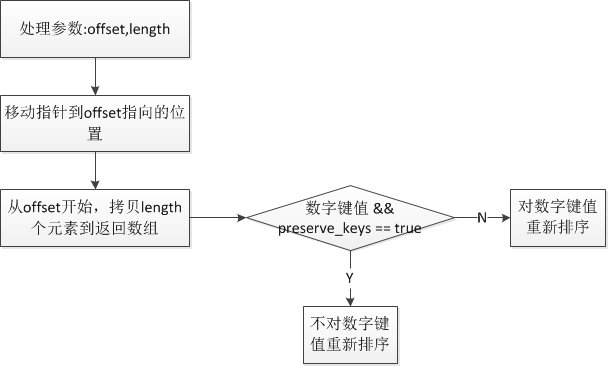 处理参数:offset,length
移动指针到offset指向的位
置
从offset开始，拷贝length
个元素到返回数组
数字键值 &&
preserve_keys == true
N
对数字键值
重新排序
Y
不对数字键
值重新排序